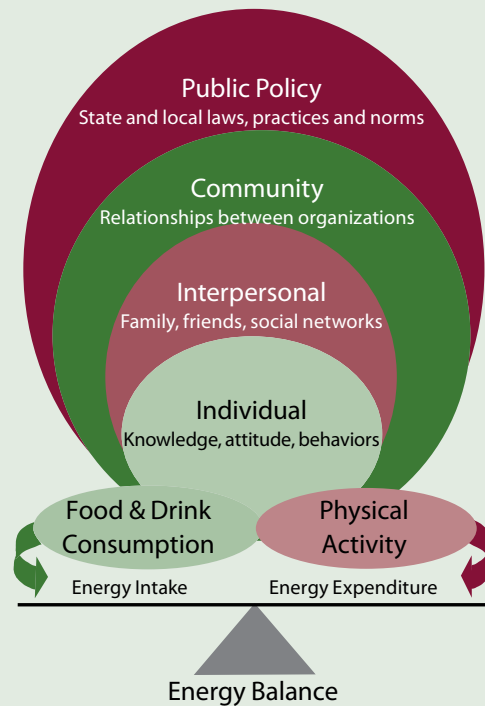 Public Policy
State and local laws, practices and norms
Community
Relationships between organizations
Interpersonal
Family, friends, social networks
Individual
Knowledge, attitude, behaviors
Food & Drink
Consumption
Physical
Activity
Energy Intake
Energy Expenditure
Energy Balance